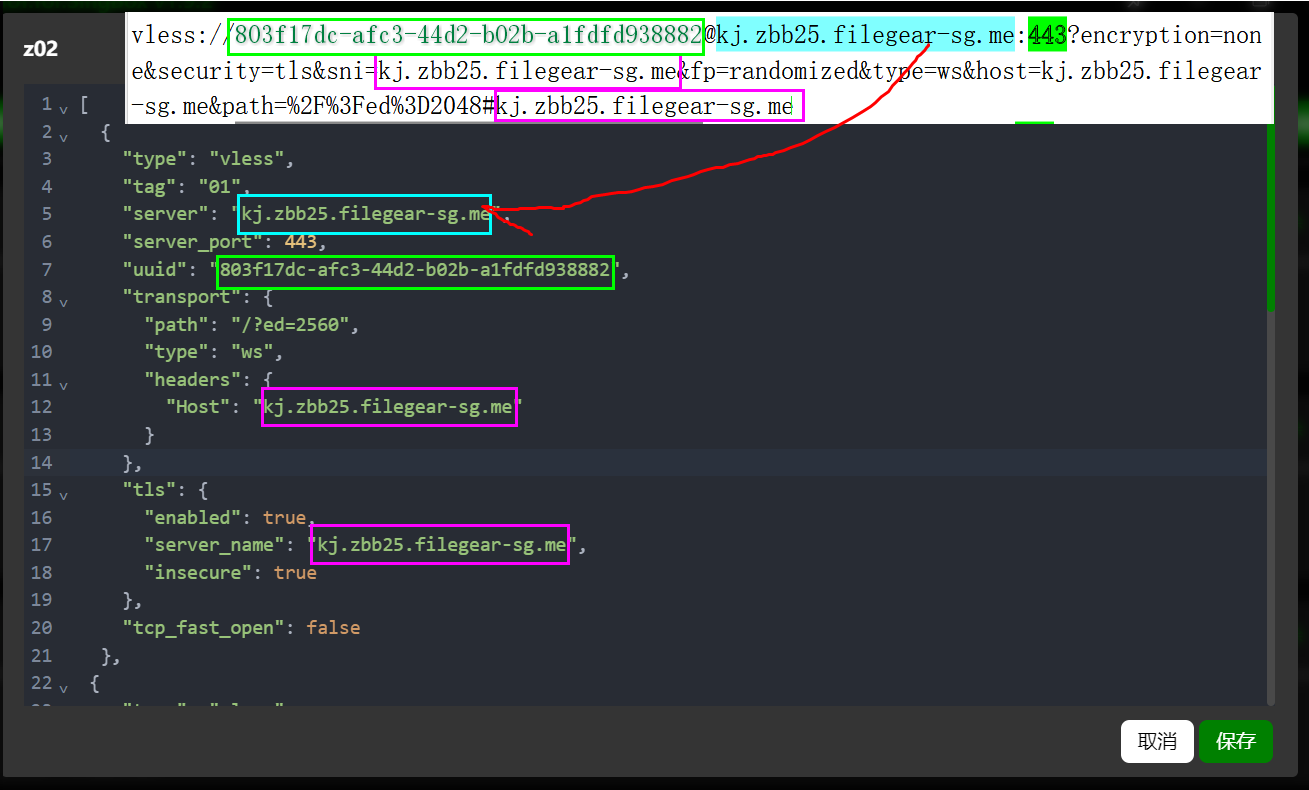 z02
vless://803f17dc-afc3-44d2-b02b-a1fdfd938882@kj.zbb25.filegear-sg.me:443?encryption=non
e&security=tls&sni=kj.zbb25.filegear-sg.me&fp=randomized&type=ws&host=kj.zbb25.filegear
-sg.me&path=%2F%3Fed%3D2048#kj.zbb25.filegear-sg.me
1 [
2 {
3 "type": "vless",
4 "tag": "01",
5 "server": "kj.zbb25.filegear-sg.me",
6 "server_port": 443,
7 "uuid": "803f17dc-afc3-44d2-b02b-a1fdfd938882",
8 "transport": {
9 "path": "/?ed=2560",
10 "type": "ws",
11 "headers": {
12 "Host": "kj.zbb25.filegear-sg.me"
13 }
14 },
15 "tls": {
16 "enabled": true,
17 "server_name": "kj.zbb25.filegear-sg.me",
18 "insecure": true
19 },
20 "tcp_fast_open": false
21 },
22 {
取消
保存